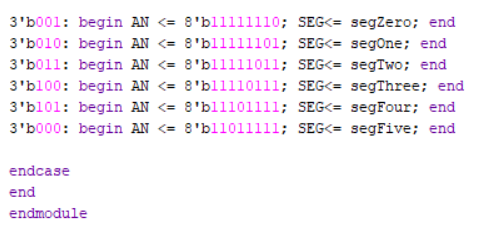 3'b001: begin AN <= 8'b11111110; SEG<= segZero; end
3'b010: begin AN <= 8'b11111101; SEG<= segOne; end
3'b011: begin AN <= 8'b11111011; SEG<= segTwo; end
3'b100: begin AN <= 8'b11110111; SEG<= segThree; end
3'b101: begin AN <= 8'b11101111; SEG<= segFour; end
3'b000: begin AN <= 8'b11011111; SEG<= segFive; end
endcase
end
endmodule